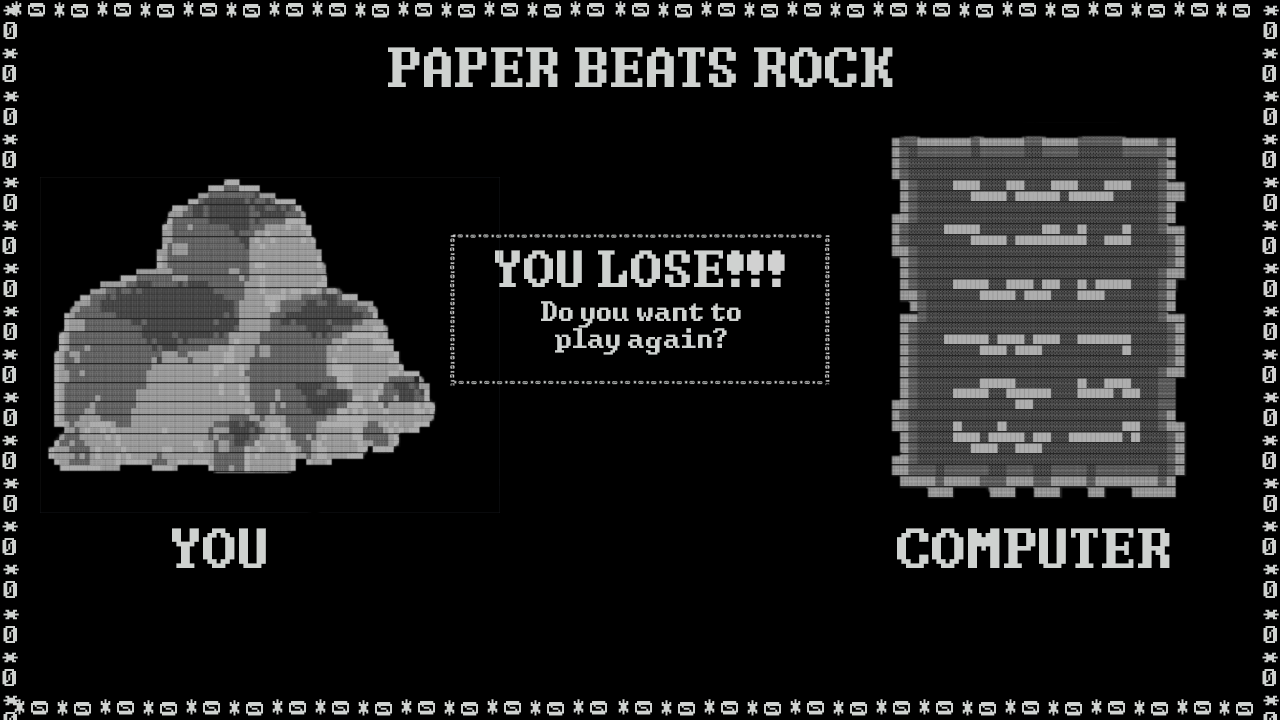 PAPER BEATS ROCK
YOU LOSE!!!
Do you want to
play again?
YOU
COMPUTER